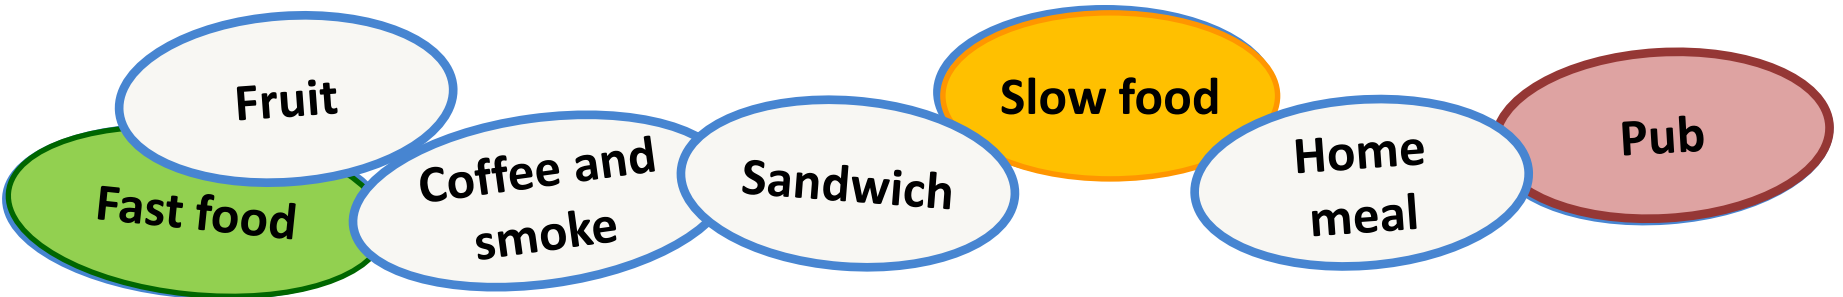 Fruit
Fast food
Coffee and
smoke
Sandwich
Slow food
Home
meal
Pub